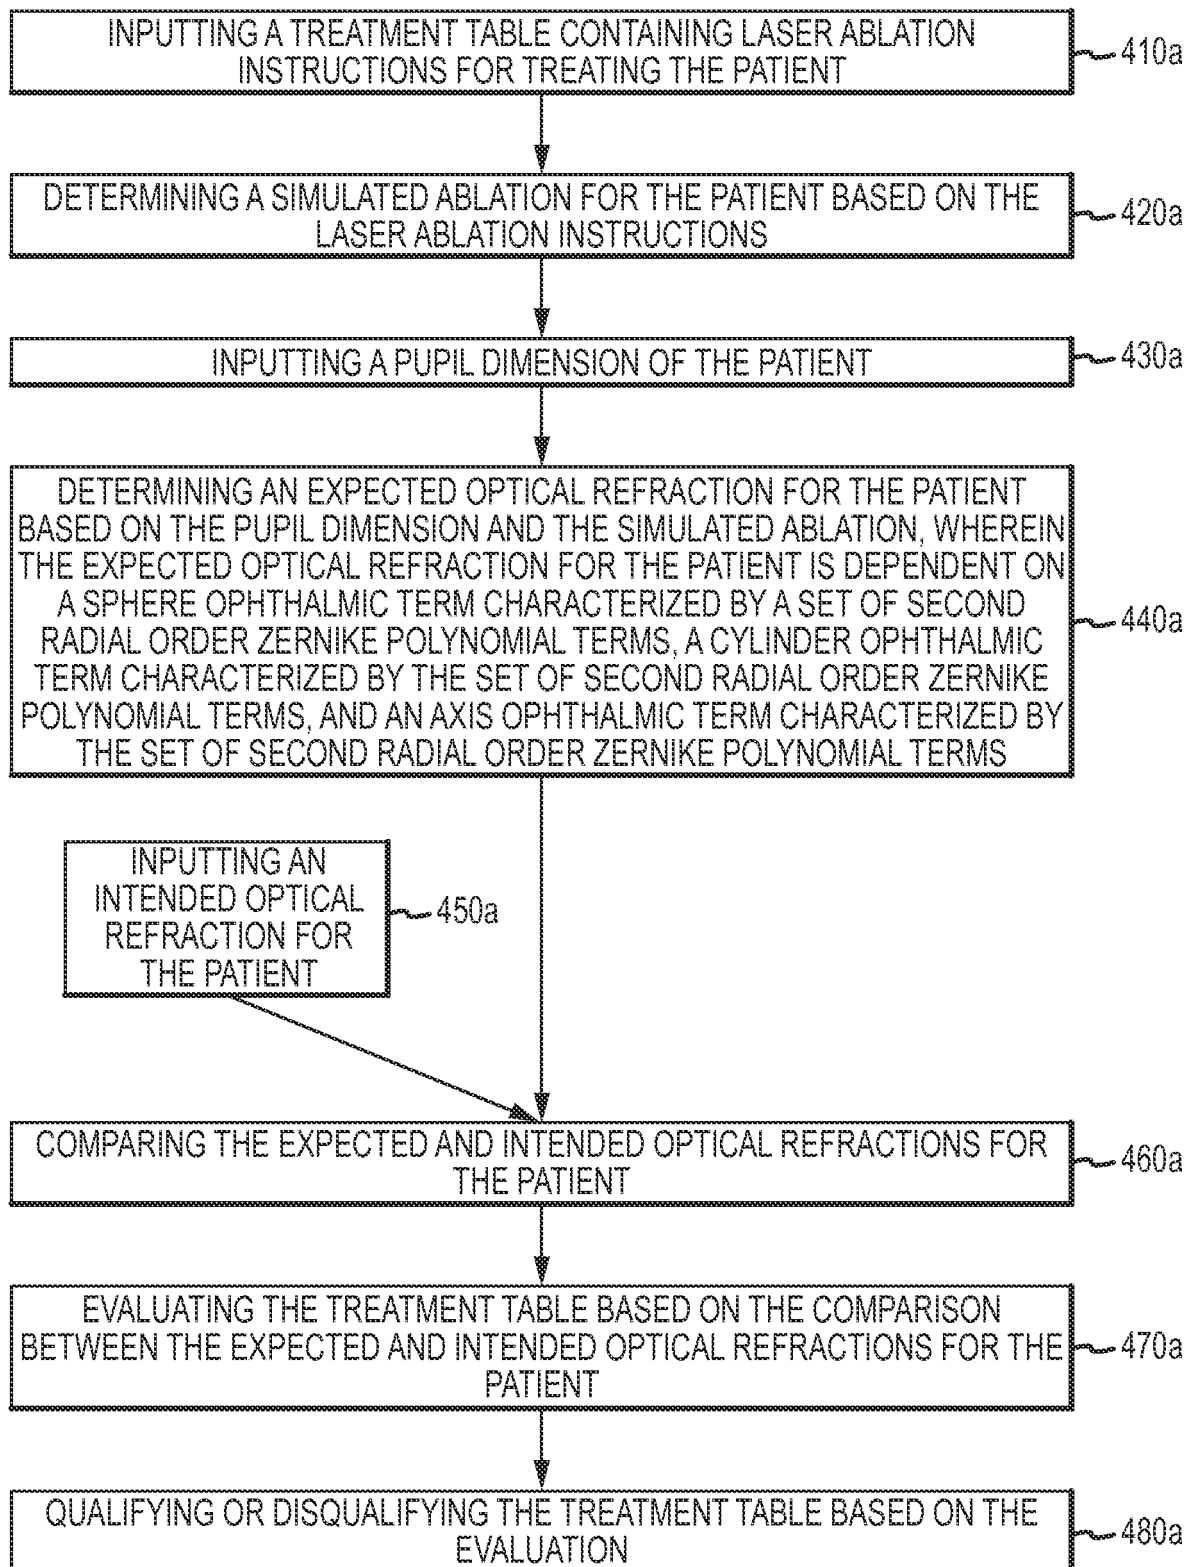 INPUTTING A TREATMENT TABLE CONTAINING LASER ABLATION
INSTRUCTIONS FOR TREATING THE PATIENT
410a
DETERMINING A SIMULATED ABLATION FOR THE PATIENT BASED ON THE
LASER ABLATION INSTRUCTIONS
420a
INPUTTING A PUPIL DIMENSION OF THE PATIENT
430a
DETERMINING AN EXPECTED OPTICAL REFRACTION FOR THE PATIENT
BASED ON THE PUPIL DIMENSION AND THE SIMULATED ABLATION, WHEREIN
THE EXPECTED OPTICAL REFRACTION FOR THE PATIENT IS DEPENDENT ON
A SPHERE OPHTHALMIC TERM CHARACTERIZED BY A SET OF SECOND
RADIAL ORDER ZERNIKE POLYNOMIAL TERMS, A CYLINDER OPHTHALMIC
TERM CHARACTERIZED BY THE SET OF SECOND RADIAL ORDER ZERNIKE
POLYNOMIAL TERMS, AND AN AXIS OPHTHALMIC TERM CHARACTERIZED BY
THE SET OF SECOND RADIAL ORDER ZERNIKE POLYNOMIAL TERMS
440a
INPUTTING AN
INTENDED OPTICAL
REFRACTION FOR
THE PATIENT
450a
COMPARING THE EXPECTED AND INTENDED OPTICAL REFRACTIONS FOR
THE PATIENT
460a
EVALUATING THE TREATMENT TABLE BASED ON THE COMPARISON
BETWEEN THE EXPECTED AND INTENDED OPTICAL REFRACTIONS FOR THE
PATIENT
470a
QUALIFYING OR DISQUALIFYING THE TREATMENT TABLE BASED ON THE
EVALUATION
480a